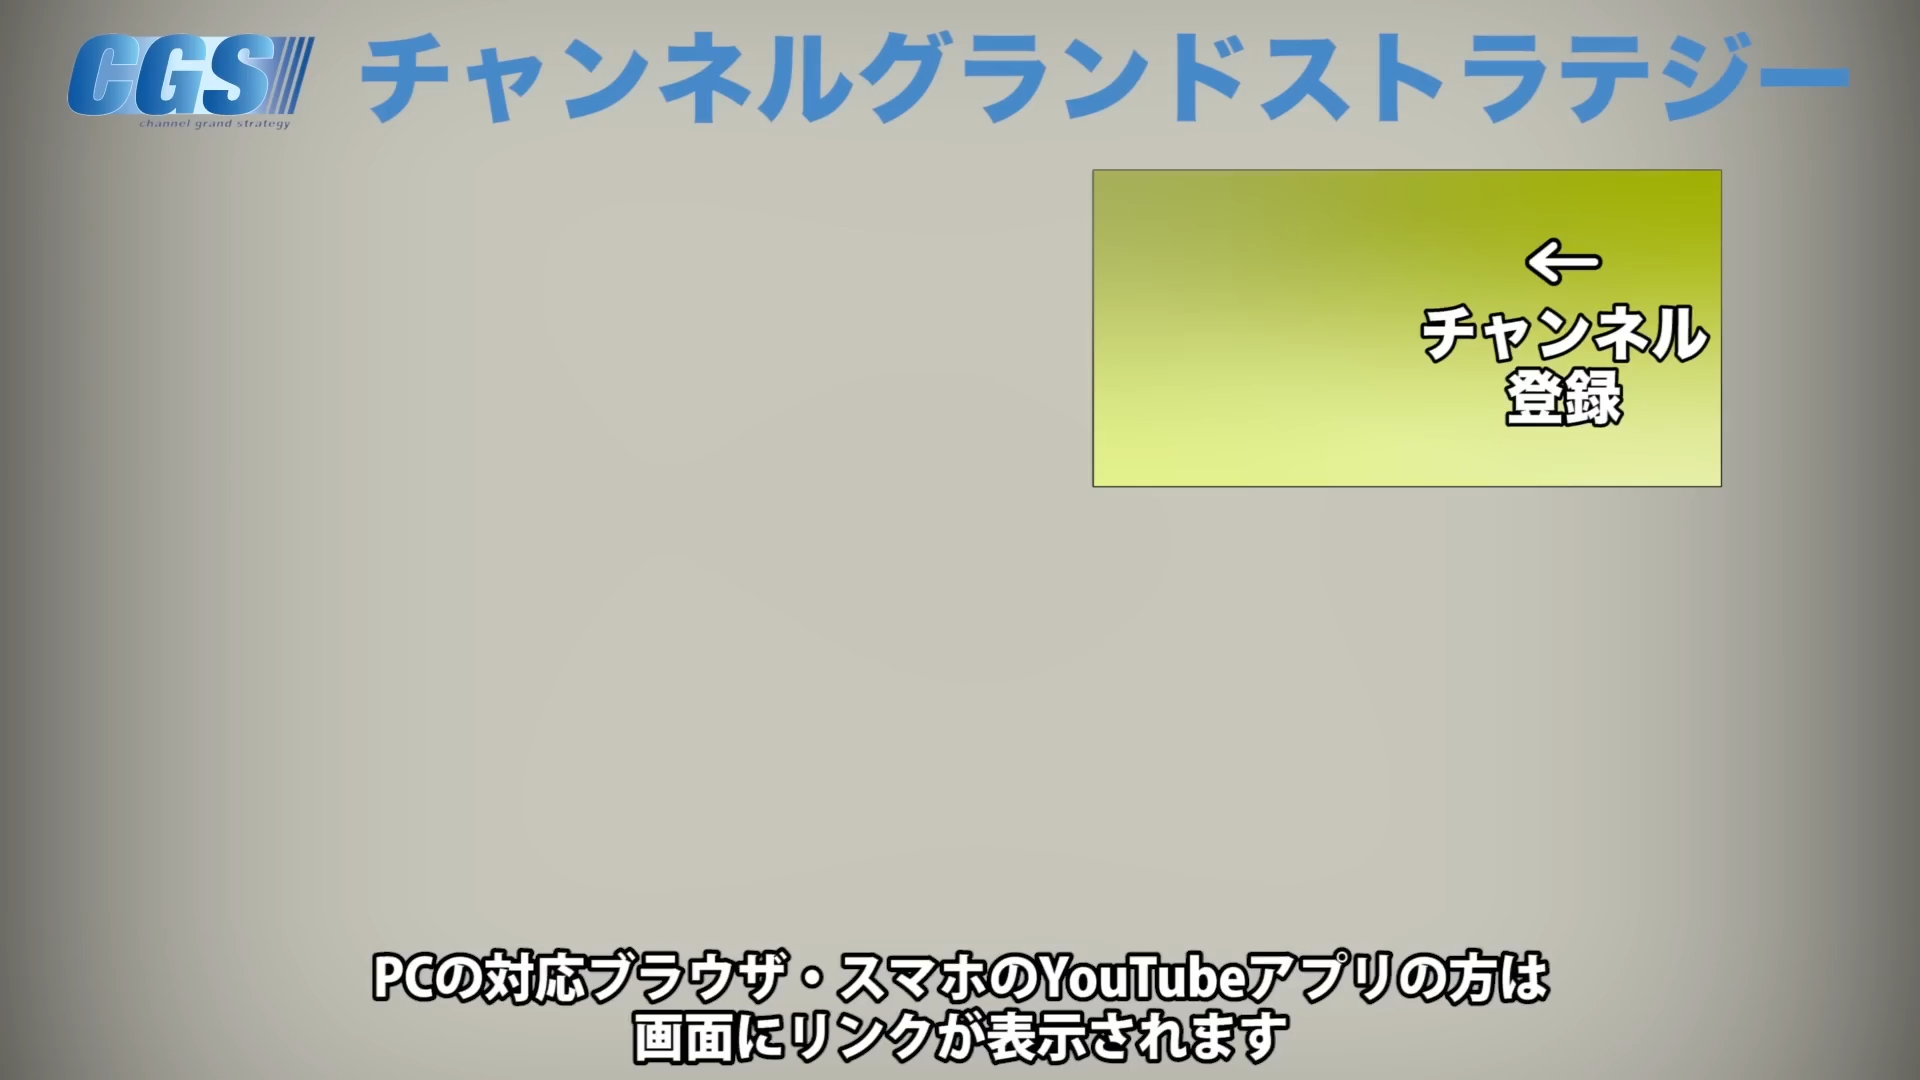 CGS
channel grand strategy
チャンネルグランドストラテジー
←
チャンネル
登録
PCの対応ブラウザ・スマホのYouTubeアプリの方は
画面にリンクが表示されます